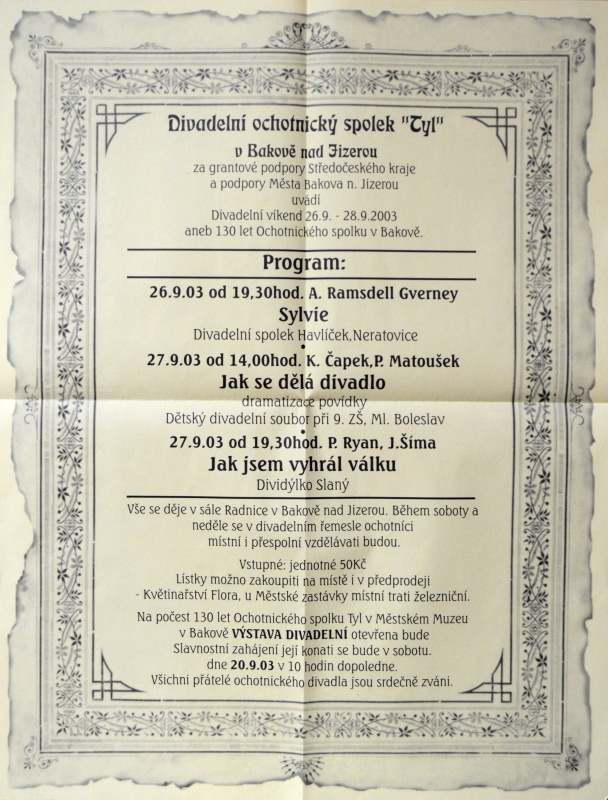 Divadelní ochotnický spolek "Tyl"
v Bakově nad Jizerou
za grantové podpory Středočeského kraje
a podpory Města Bakova n. Jizerou
uvádí
Divadelní víkend 26.9. - 28.9.2003
aneb 130 let Ochotnického spolku v Bakově.
Program:
26.9.03 od 19,30hod. A. Ramsdell Gverney
Sylvie
Divadelní spolek Havlíček,Neratovice
27.9.03 od 14,00hod. K. Čapek,P. Matoušek
Jak se dělá divadlo
dramatizace povídky
Dětský divadelní soubor při 9. ZŠ, Ml. Boleslav
27.9.03 od 19,30hod. P. Ryan, J.Šíma
Jak jsem vyhrál válku
Dividýlko Slaný
Vše se děje v sále Radnice v Bakově nad Jizerou. Během soboty a
neděle se v divadelním řemesle ochotníci
místní i přespolní vzdělávati budou.
Vstupné: jednotné 50Kč
Lístky možno zakoupiti na místě i v předprodeji
- Květinařství Flora, u Městské zastávky místní trati železniční.
Na počest 130 let Ochotnického spolku Tyl v Městském Muzeu
v Bakově VÝSTAVA DIVADELNÍ otevřena bude
Slavnostní zahájení její konati se bude v sobotu.
dne 20.9.03 v 10 hodin dopoledne.
Všichni přátelé ochotnického divadla jsou srdečně zváni.